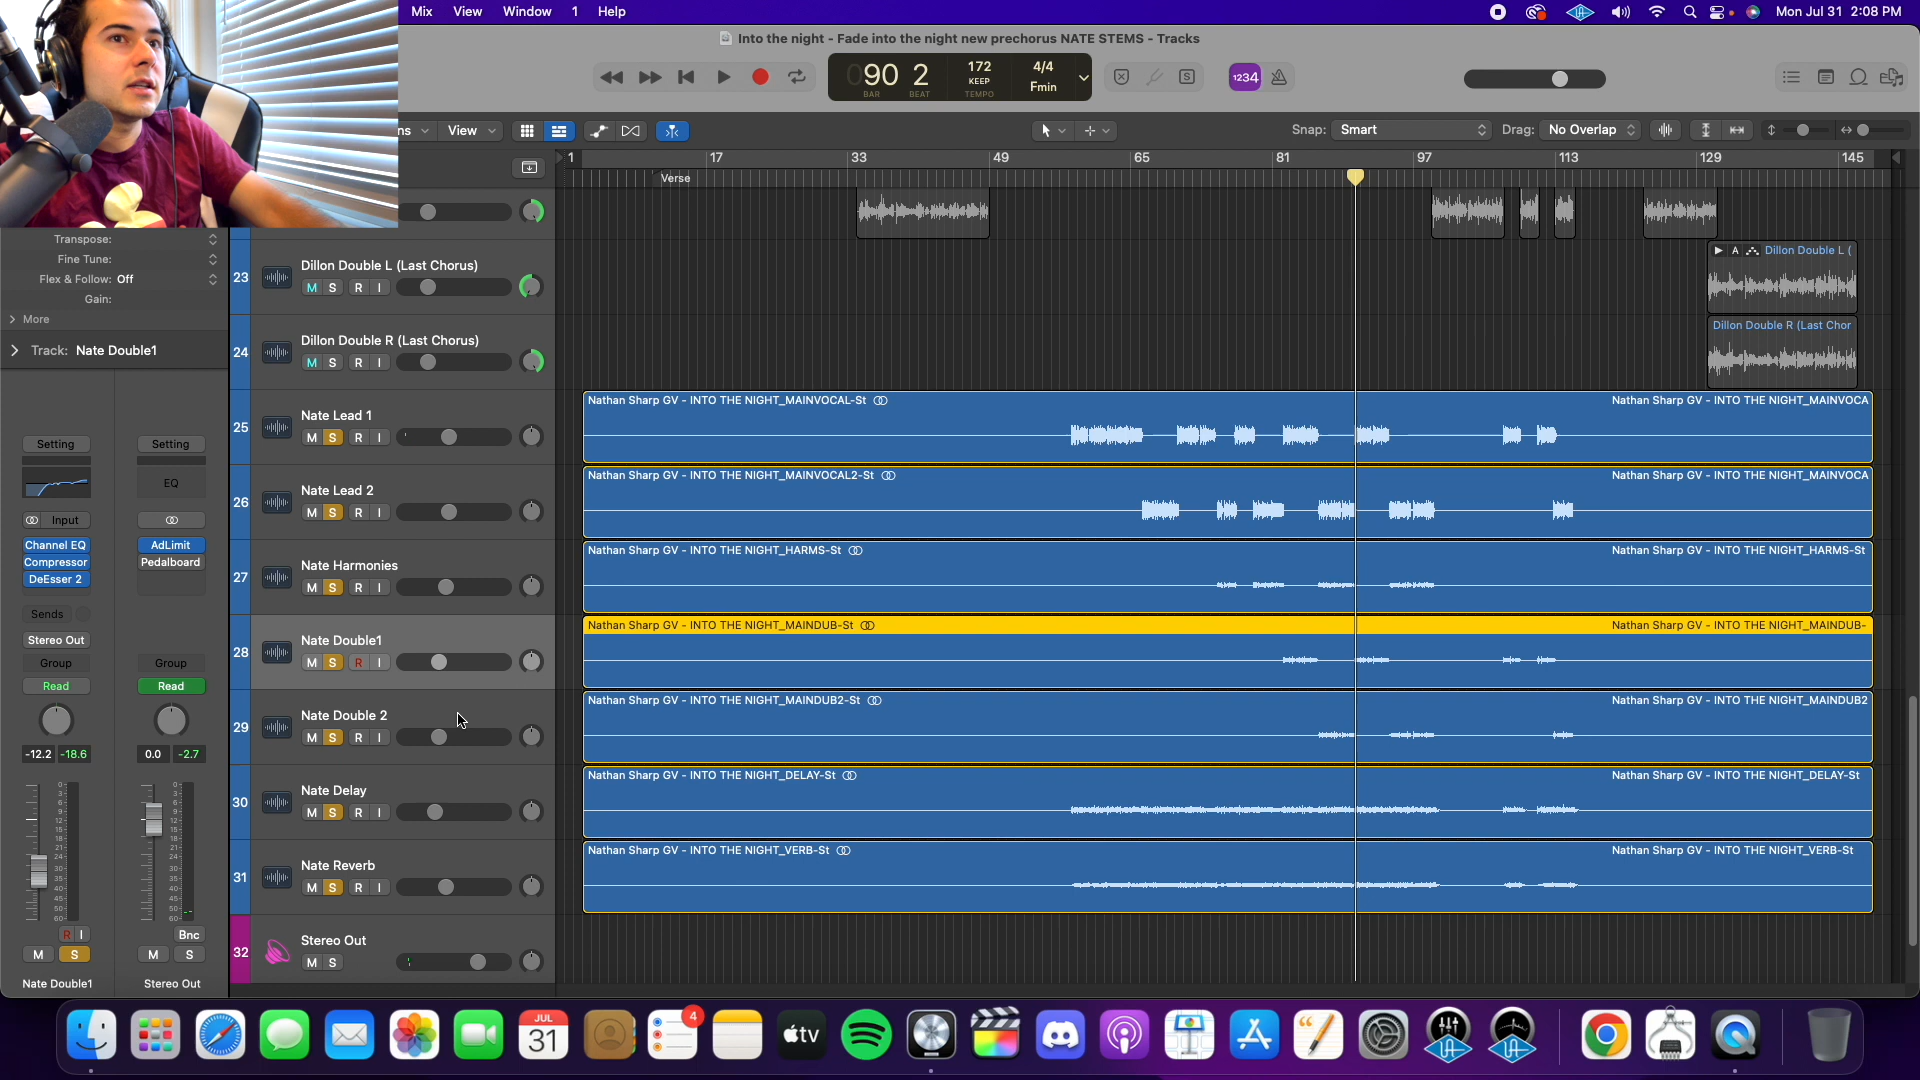 Mix View Window 1 Help
Mon Jul 31 2:08 PM
Into the night - Fade into the night new prechorus NATE STEMS - Tracks
090 2
BAR BEAT
172
KEEP
TEMPO
4/4
Fmin
S
1234
ns View
Snap: Smart
Drag: No Overlap
1 17 33 49 65 81 97 113 129 145
Verse
Transpose:
Fine Tune:
Flex & Follow: Off
Gain:
More
Track: Nate Double1
Setting Setting
EQ
Input
Channel EQ AdLimit
Compressor Pedalboard
DeEsser 2
Sends
Stereo Out
Group Group
Read Read
-12.2 -18.6 0.0 -2.7
R I Bnc
M S M S
Nate Double1 Stereo Out
23 Dillon Double L (Last Chorus)
M S R I
A Dillon Double L (
24 Dillon Double R (Last Chorus)
M S R I
Dillon Double R (Last Chor
25 Nate Lead 1
M S R I
Nathan Sharp GV - INTO THE NIGHT_MAINVOCAL-St Nathan Sharp GV - INTO THE NIGHT_MAINVOCA
26 Nate Lead 2
M S R I
Nathan Sharp GV - INTO THE NIGHT_MAINVOCAL2-St Nathan Sharp GV - INTO THE NIGHT_MAINVOCA
27 Nate Harmonies
M S R I
Nathan Sharp GV - INTO THE NIGHT_HARMS-St Nathan Sharp GV - INTO THE NIGHT_HARMS-St
28 Nate Double1
M S R I
Nathan Sharp GV - INTO THE NIGHT_MAINDUB-St Nathan Sharp GV - INTO THE NIGHT_MAINDUB-
29 Nate Double 2
M S R I
Nathan Sharp GV - INTO THE NIGHT_MAINDUB2-St Nathan Sharp GV - INTO THE NIGHT_MAINDUB2
30 Nate Delay
M S R I
Nathan Sharp GV - INTO THE NIGHT_DELAY-St Nathan Sharp GV - INTO THE NIGHT_DELAY-St
31 Nate Reverb
M S R I
Nathan Sharp GV - INTO THE NIGHT_VERB-St Nathan Sharp GV - INTO THE NIGHT_VERB-St
32 Stereo Out
M S
JUL
31
4
tv